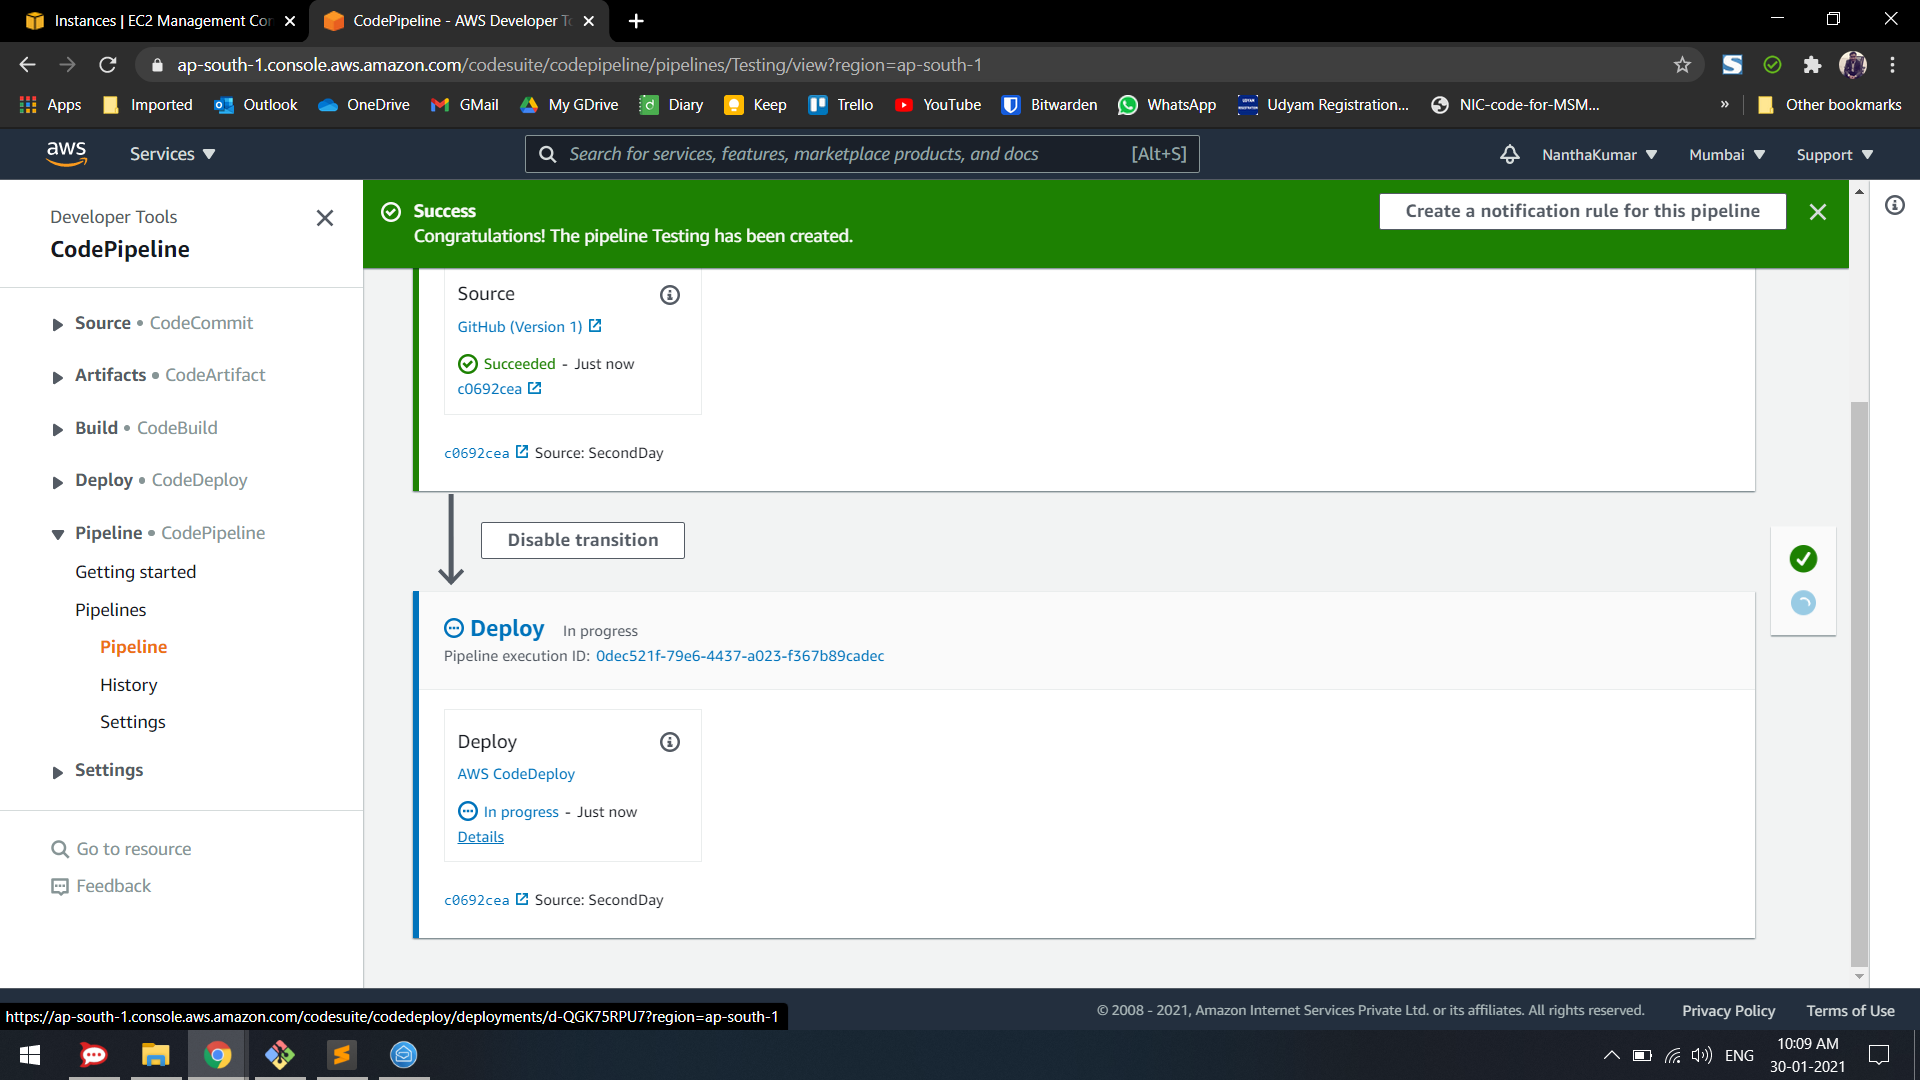 Instances | EC2 Management Con
CodePipeline - AWS Developer To
ap-south-1.console.aws.amazon.com/codesuite/codepipeline/pipelines/Testing/view?region=ap-south-1
Apps Imported Outlook OneDrive GMail My GDrive Diary Keep Trello YouTube Bitwarden WhatsApp Udyam Registration... NIC-code-for-MSM... » Other bookmarks
aws Services Search for services, features, marketplace products, and docs [Alt+S] NanthaKumar Mumbai Support
Developer Tools
CodePipeline
Source • CodeCommit
Artifacts • CodeArtifact
Build • CodeBuild
Deploy • CodeDeploy
Pipeline • CodePipeline
Getting started
Pipelines
Pipeline
History
Settings
Settings
Go to resource
Feedback
Success
Congratulations! The pipeline Testing has been created.
Create a notification rule for this pipeline
Source
GitHub (Version 1)
Succeeded - Just now
c0692cea
c0692cea Source: SecondDay
Disable transition
Deploy In progress
Pipeline execution ID: 0dec521f-79e6-4437-a023-f367b89cadec
Deploy
AWS CodeDeploy
In progress - Just now
Details
c0692cea Source: SecondDay
© 2008 - 2021, Amazon Internet Services Private Ltd. or its affiliates. All rights reserved. Privacy Policy Terms of Use
https://ap-south-1.console.aws.amazon.com/codesuite/codedeploy/deployments/d-QGK75RPU7?region=ap-south-1
ENG
10:09 AM
30-01-2021